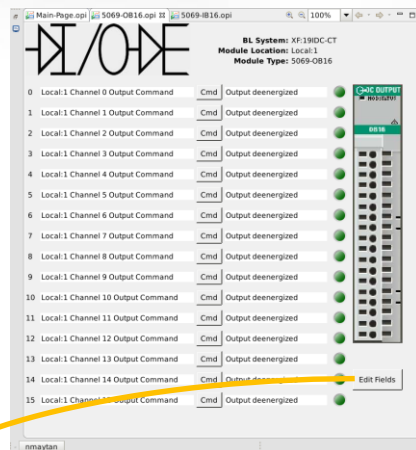 Main-Page.opi 5069-OB16.opi 5069-IB16.opi 100%
DI/ODE
BL System: XF:19IDC-CT
Module Location: Local:1
Module Type: 5069-OB16
DC OUTPUT
OB16
0 Local:1 Channel 0 Output Command Cmd Output deenergized
1 Local:1 Channel 1 Output Command Cmd Output deenergized
2 Local:1 Channel 2 Output Command Cmd Output deenergized
3 Local:1 Channel 3 Output Command Cmd Output deenergized
4 Local:1 Channel 4 Output Command Cmd Output deenergized
5 Local:1 Channel 5 Output Command Cmd Output deenergized
6 Local:1 Channel 6 Output Command Cmd Output deenergized
7 Local:1 Channel 7 Output Command Cmd Output deenergized
8 Local:1 Channel 8 Output Command Cmd Output deenergized
9 Local:1 Channel 9 Output Command Cmd Output deenergized
10 Local:1 Channel 10 Output Command Cmd Output deenergized
11 Local:1 Channel 11 Output Command Cmd Output deenergized
12 Local:1 Channel 12 Output Command Cmd Output deenergized
13 Local:1 Channel 13 Output Command Cmd Output deenergized
14 Local:1 Channel 14 Output Command Cmd Output deenergized Edit Fields
15 Local:1 Channel Output Command Cmd Output deenergized
nmaytan